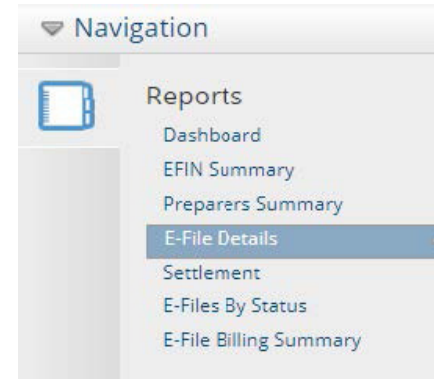 Navigation
Reports
Dashboard
EFIN Summary
Preparers Summary
E-File Details
Settlement
E-Files By Status
E-File Billing Summary